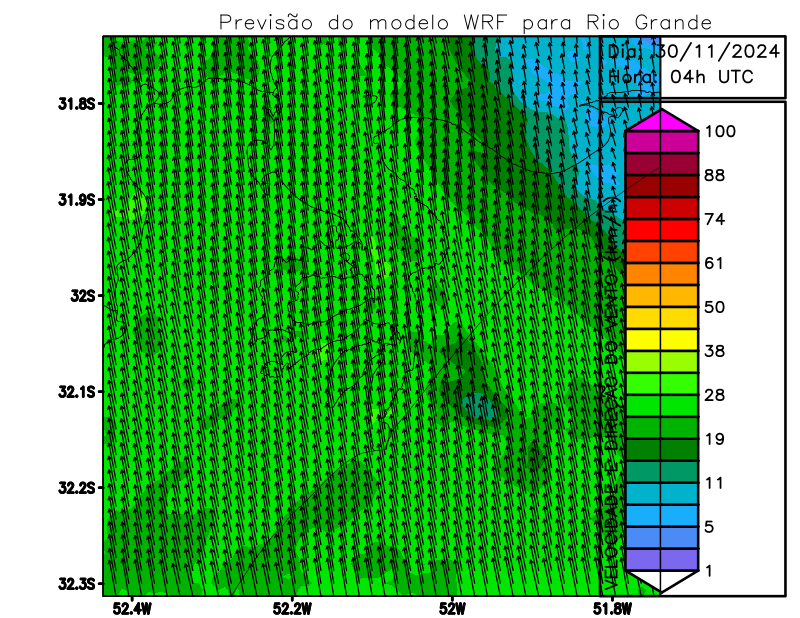 Previsão do modelo WRF para Rio Grande
Dia: 30/11/2024
Hora: 04h UTC
31.8S
31.9S
32S
32.1S
32.2S
32.3S
52.4W
52.2W
52W
51.8W
VELOCIDADE E DIREÇÃO DO VENTO (km/h)
100
88
74
61
50
38
28
19
11
5
1